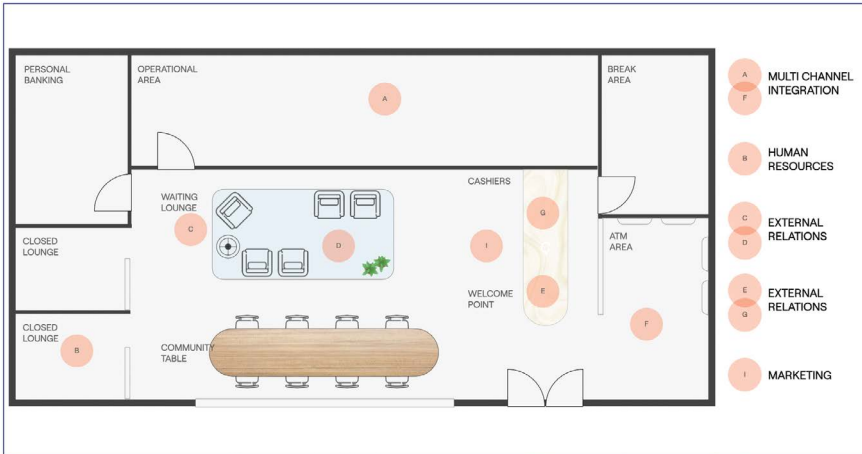 PERSONAL
BANKING
OPERATIONAL
AREA
BREAK
AREA
A
WAITING
LOUNGE
CASHIERS
C
D
G
I
E
CLOSED
LOUNGE
ATM
AREA
WELCOME
POINT
F
CLOSED
LOUNGE
B
COMMUNITY
TABLE
A
F
MULTI CHANNEL
INTEGRATION
B
HUMAN
RESOURCES
C
D
EXTERNAL
RELATIONS
E
G
EXTERNAL
RELATIONS
I
MARKETING